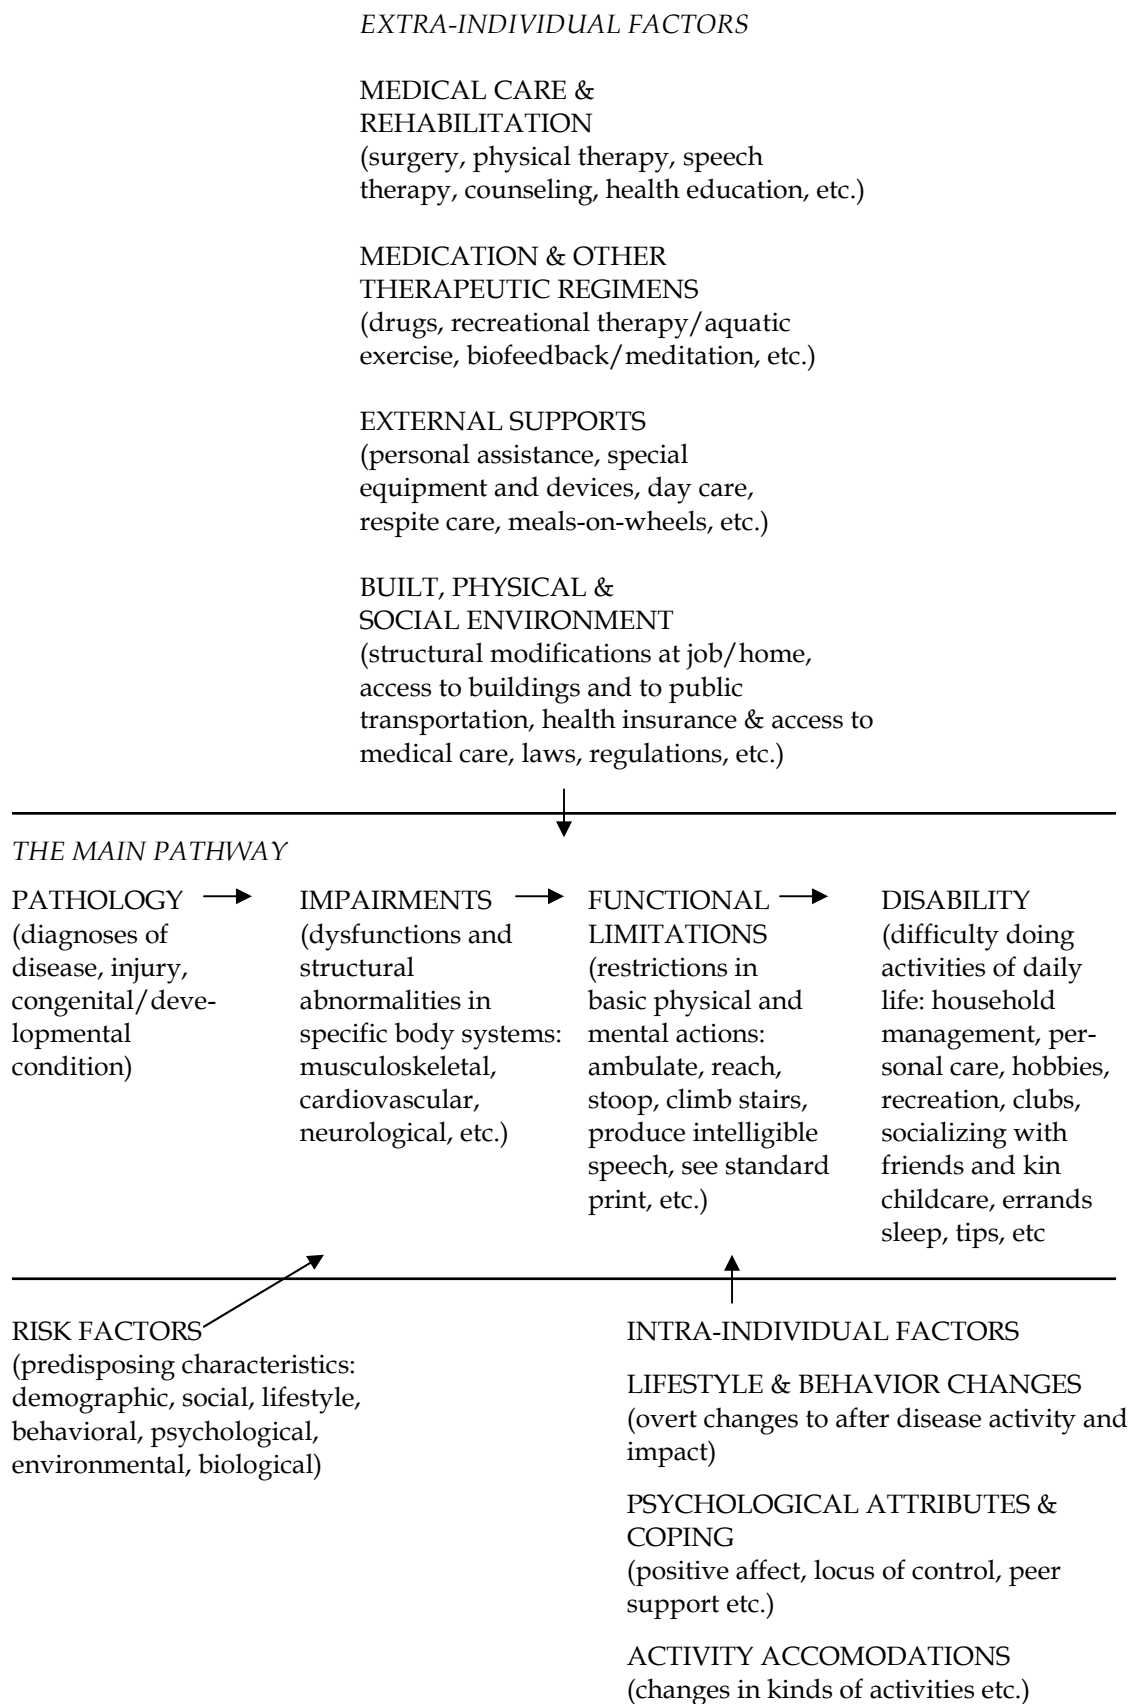 EXTRA-INDIVIDUAL FACTORS
MEDICAL CARE &
REHABILITATION
(surgery, physical therapy, speech
therapy, counseling, health education, etc.)
MEDICATION & OTHER
THERAPEUTIC REGIMENS
(drugs, recreational therapy/aquatic
exercise, biofeedback/meditation, etc.)
EXTERNAL SUPPORTS
(personal assistance, special
equipment and devices, day care,
respite care, meals-on-wheels, etc.)
BUILT, PHYSICAL &
SOCIAL ENVIRONMENT
(structural modifications at job/home,
access to buildings and to public
transportation, health insurance & access to
medical care, laws, regulations, etc.)
THE MAIN PATHWAY
PATHOLOGY
(diagnoses of
disease, injury,
congenital/deve-
lopmental
condition)
IMPAIRMENTS
(dysfunctions and
structural
abnormalities in
specific body systems:
musculoskeletal,
cardiovascular,
neurological, etc.)
FUNCTIONAL
LIMITATIONS
(restrictions in
basic physical and
mental actions:
ambulate, reach,
stoop, climb stairs,
produce intelligible
speech, see standard
print, etc.)
DISABILITY
(difficulty doing
activities of daily
life: household
management, per-
sonal care, hobbies,
recreation, clubs,
socializing with
friends and kin
childcare, errands
sleep, tips, etc
RISK FACTORS
(predisposing characteristics:
demographic, social, lifestyle,
behavioral, psychological,
environmental, biological)
INTRA-INDIVIDUAL FACTORS
LIFESTYLE & BEHAVIOR CHANGES
(overt changes to after disease activity and
impact)
PSYCHOLOGICAL ATTRIBUTES &
COPING
(positive affect, locus of control, peer
support etc.)
ACTIVITY ACCOMODATIONS
(changes in kinds of activities etc.)